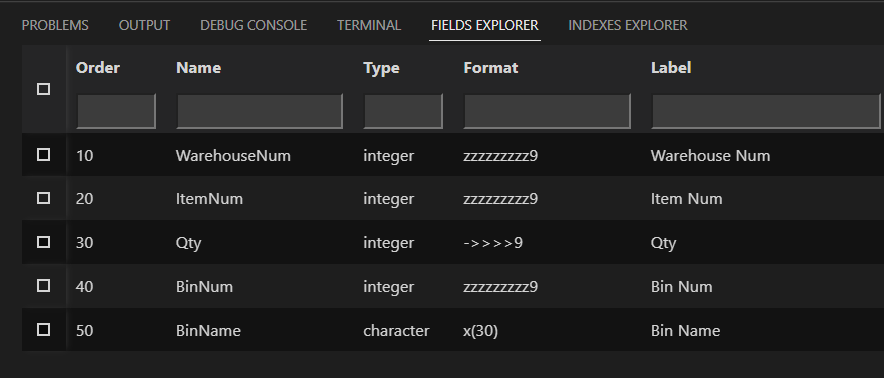 PROBLEMS OUTPUT DEBUG CONSOLE TERMINAL FIELDS EXPLORER INDEXES EXPLORER
Order Name Type Format Label
10 WarehouseNum integer zzzzzzzzz9 Warehouse Num
20 ItemNum integer zzzzzzzzz9 Item Num
30 Qty integer ->>>>9 Qty
40 BinNum integer zzzzzzzzz9 Bin Num
50 BinName character x(30) Bin Name